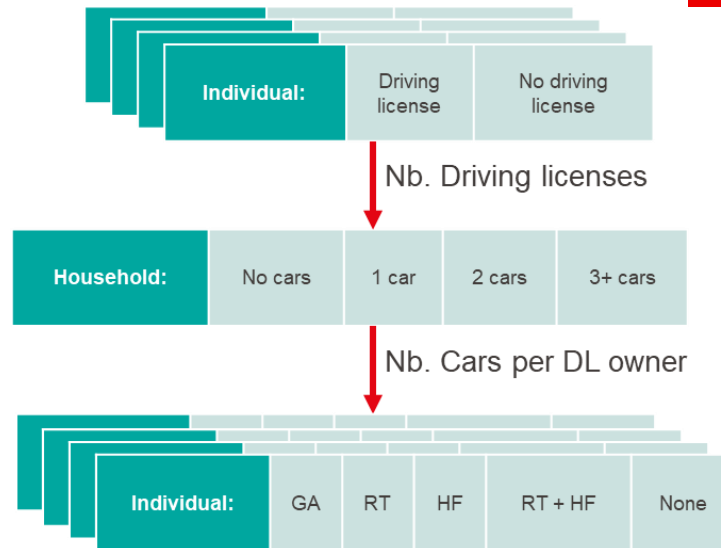 Individual:
Driving
license
No driving
license
Nb. Driving licenses
Household:
No cars
1 car
2 cars
3+ cars
Nb. Cars per DL owner
Individual:
GA
RT
HF
RT + HF
None